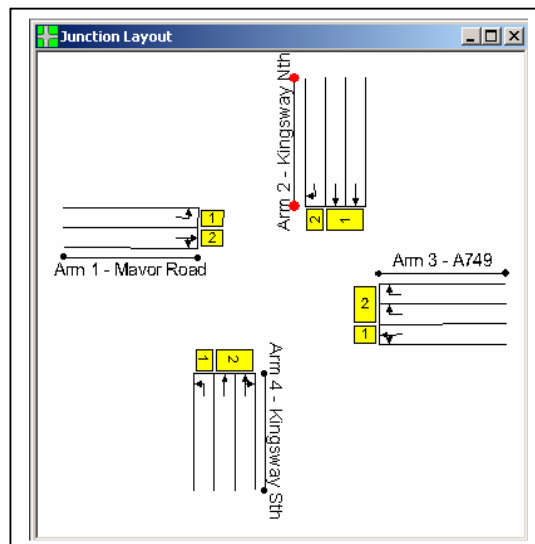 Junction Layout
Arm 2 - Kingsway Nth
2
1
1
2
Arm 1 - Mavor Road
Arm 3 - A749
2
1
1
2
Arm 4 - Kingsway Sth